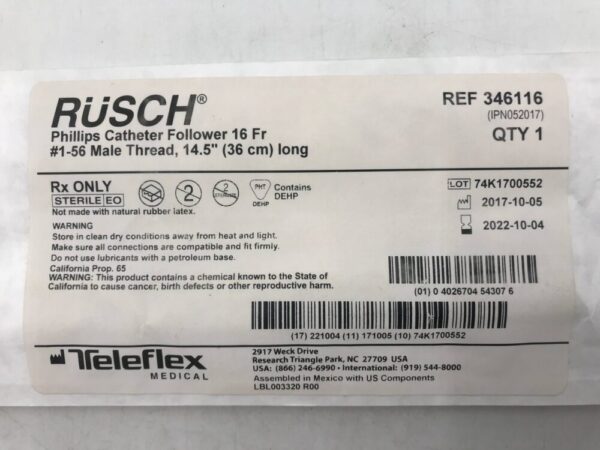 RÜSCH®
Phillips Catheter Follower 16 Fr
#1-56 Male Thread, 14.5" (36 cm) long
REF 346116
(IPN052017)
QTY 1
Rx ONLY
STERILE EO
2
2
STERILIZE
PHT
DEHP
Contains
DEHP
Not made with natural rubber latex.
LOT 74K1700552
2017-10-05
2022-10-04
WARNING
Store in clean dry conditions away from heat and light.
Make sure all connections are compatible and fit firmly.
Do not use lubricants with a petroleum base.
California Prop. 65
WARNING: This product contains a chemical known to the State of
California to cause cancer, birth defects or other reproductive harm.
(01) 0 4026704 54307 6
(17) 221004 (11) 171005 (10) 74K1700552
Teleflex
MEDICAL
2917 Weck Drive
Research Triangle Park, NC 27709 USA
USA: (866) 246-6990 • International: (919) 544-8000
Assembled in Mexico with US Components
LBL003320 R00